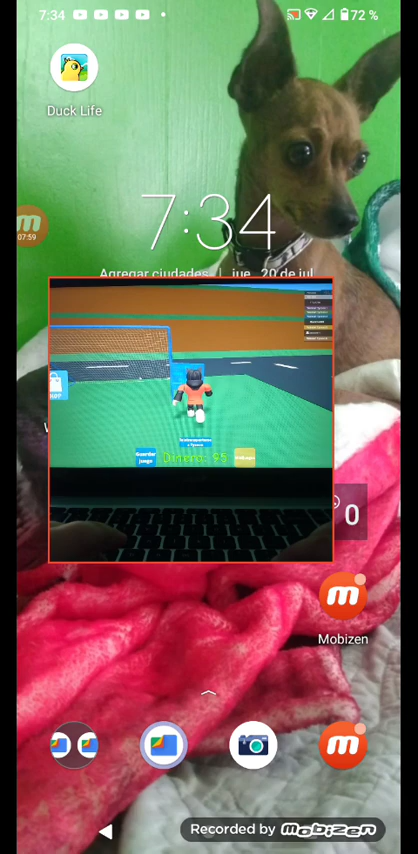 7:34
72 %
Duck Life
07:59
7:34
Agregar ciudades | jue., 20 de jul.
Guardar
juego
Dinero: 95
0
Mobizen
Recorded by mobizen